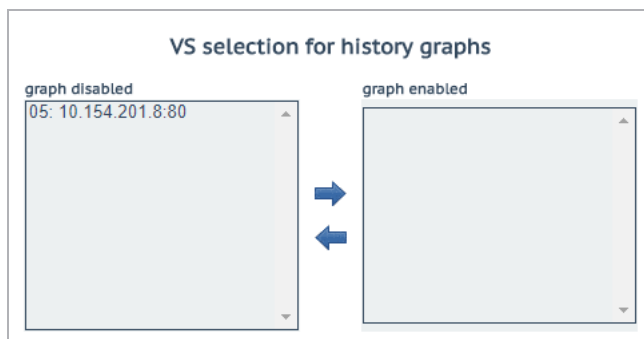 VS selection for history graphs
graph disabled
05: 10.154.201.8:80
graph enabled